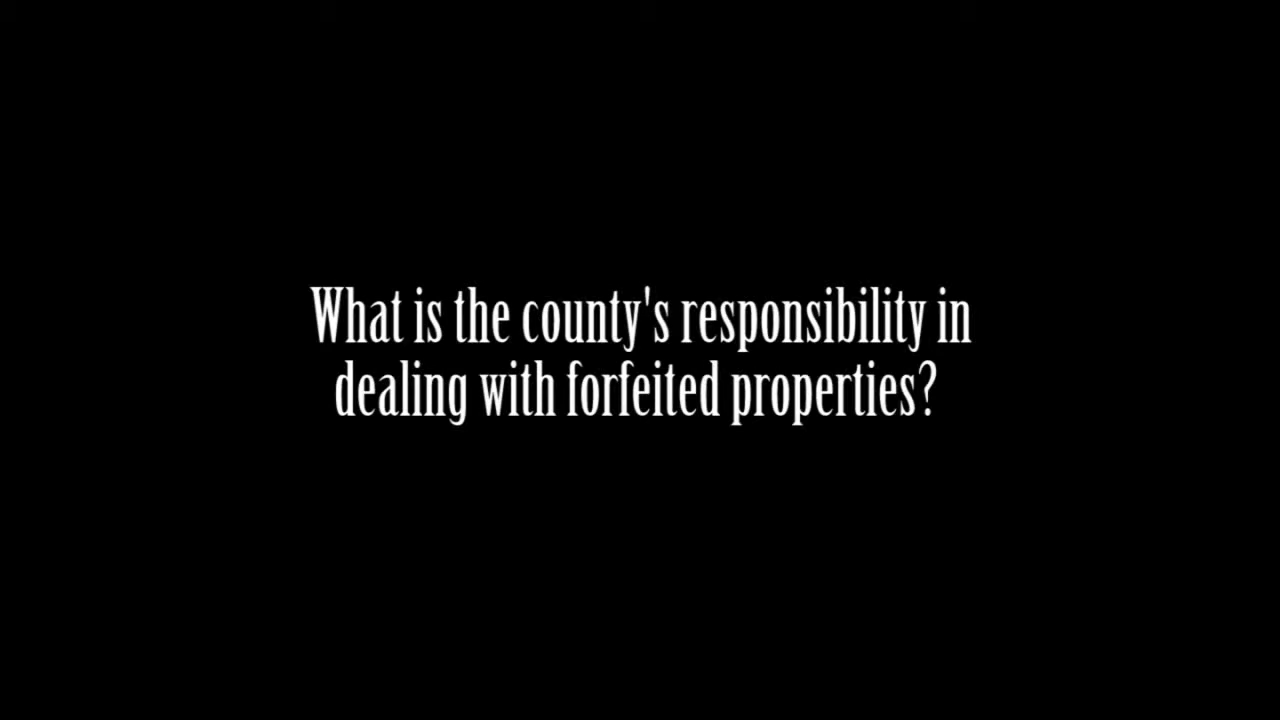 What is the county's responsibility in
dealing with forfeited properties?